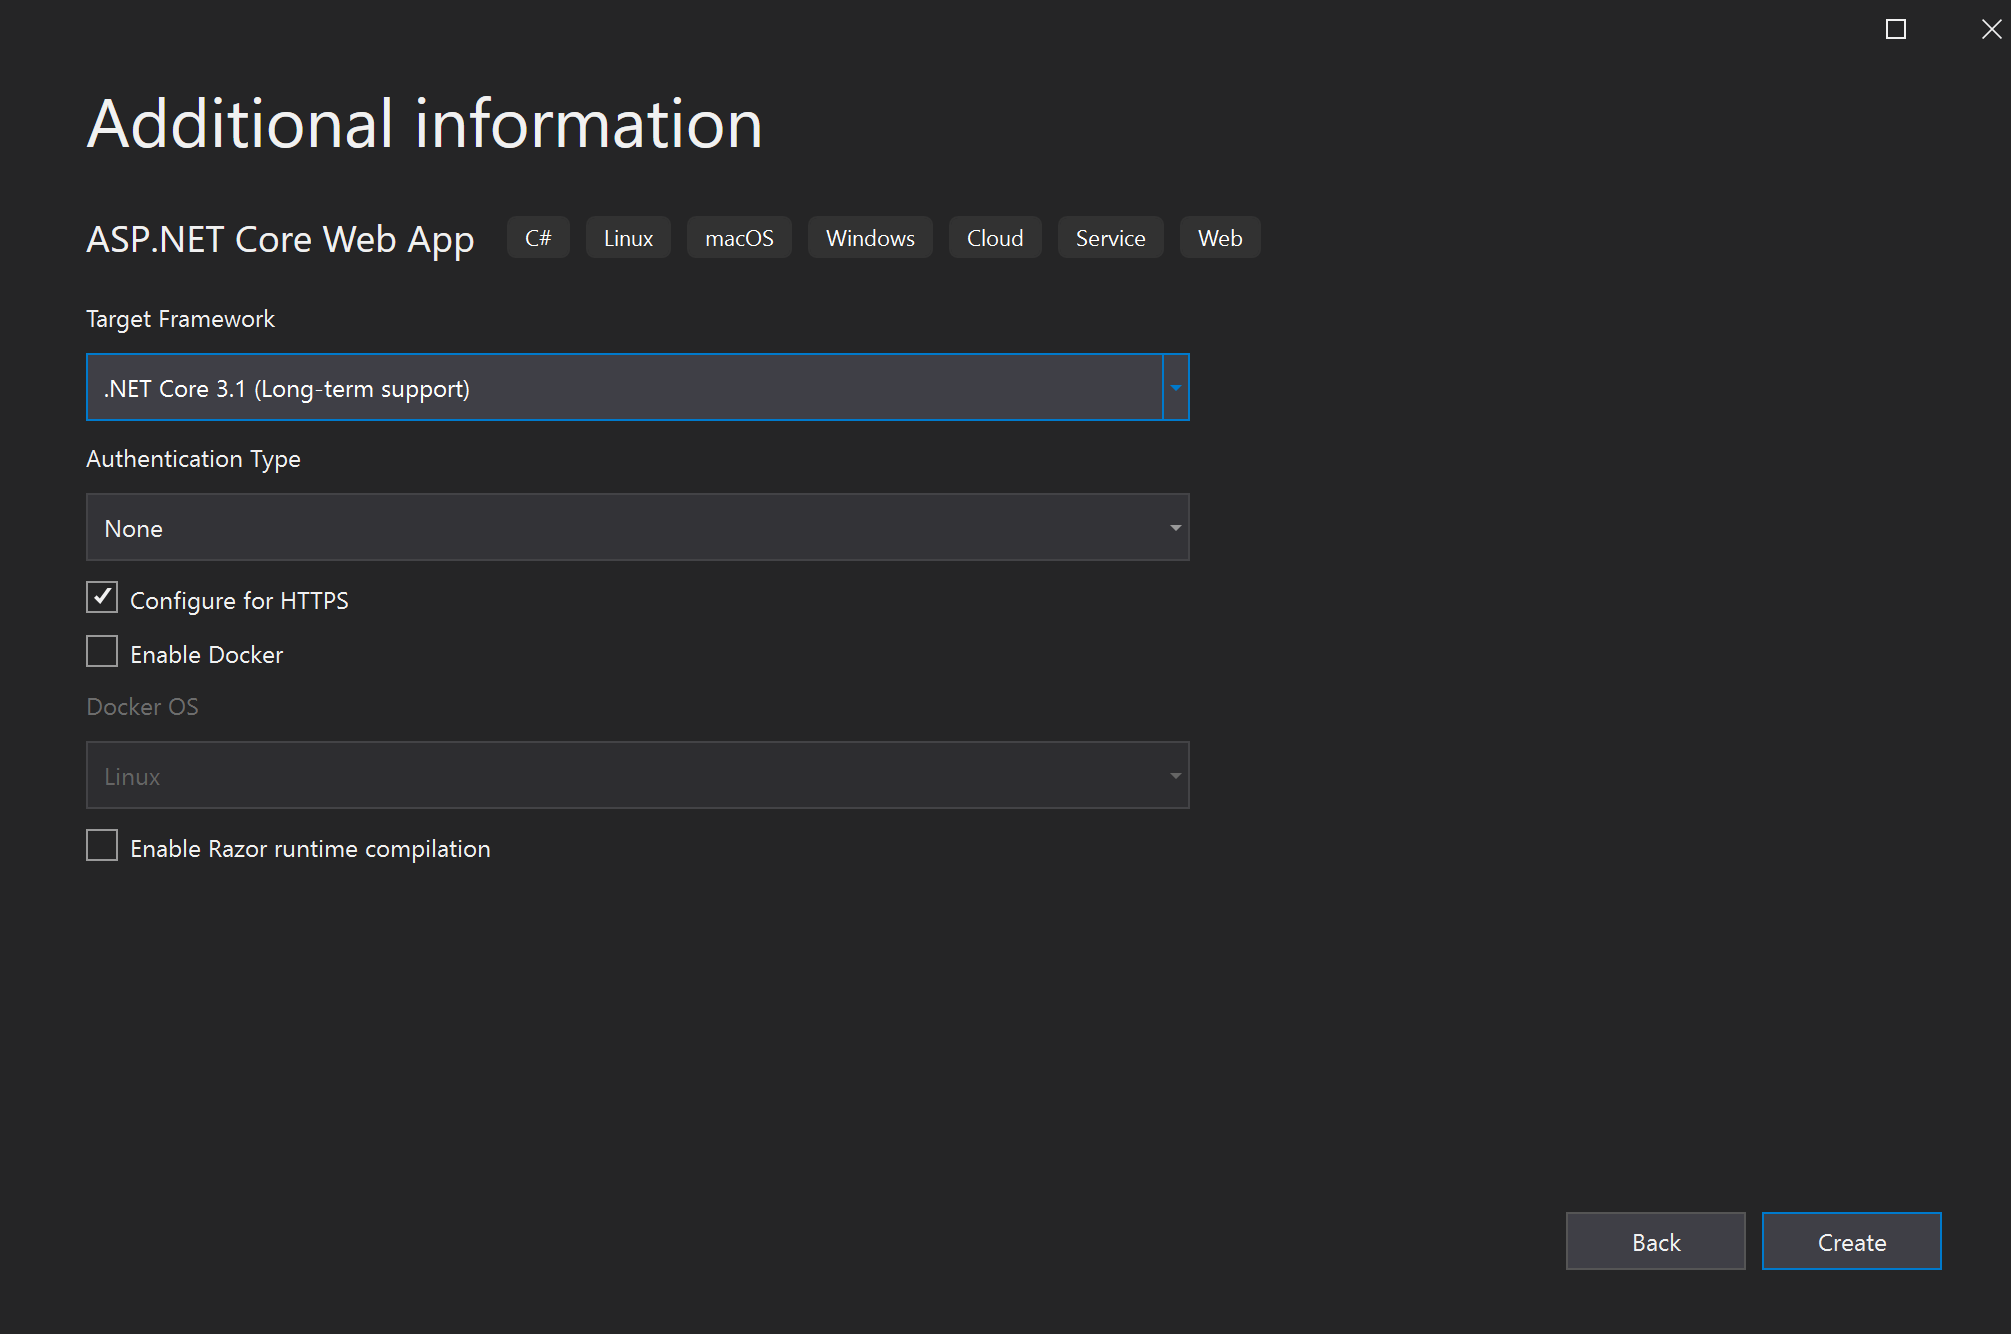 Additional information
ASP.NET Core Web App C# Linux macOS Windows Cloud Service Web
Target Framework
.NET Core 3.1 (Long-term support)
Authentication Type
None
Configure for HTTPS
Enable Docker
Docker OS
Linux
Enable Razor runtime compilation
Back Create